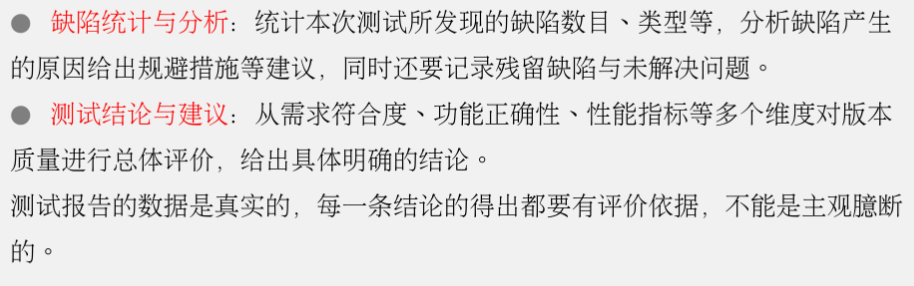 ● 缺陷统计与分析：统计本次测试所发现的缺陷数目、类型等，分析缺陷产生
的原因给出规避措施等建议，同时还要记录残留缺陷与未解决问题。
● 测试结论与建议：从需求符合度、功能正确性、性能指标等多个维度对版本
质量进行总体评价，给出具体明确的结论。
测试报告的数据是真实的，每一条结论的得出都要有评价依据，不能是主观臆断
的。